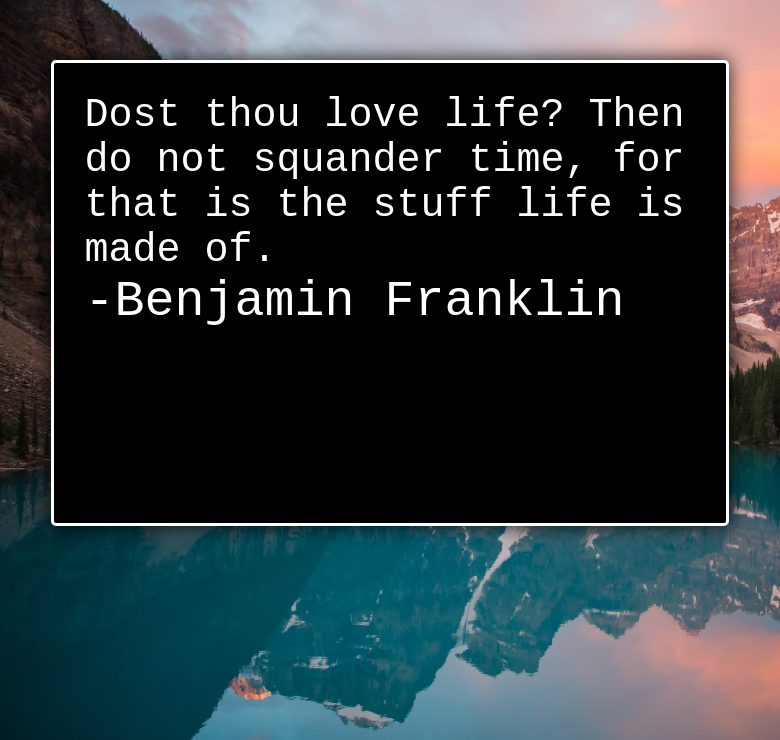 Dost thou love life? Then
do not squander time, for
that is the stuff life is
made of.
-Benjamin Franklin